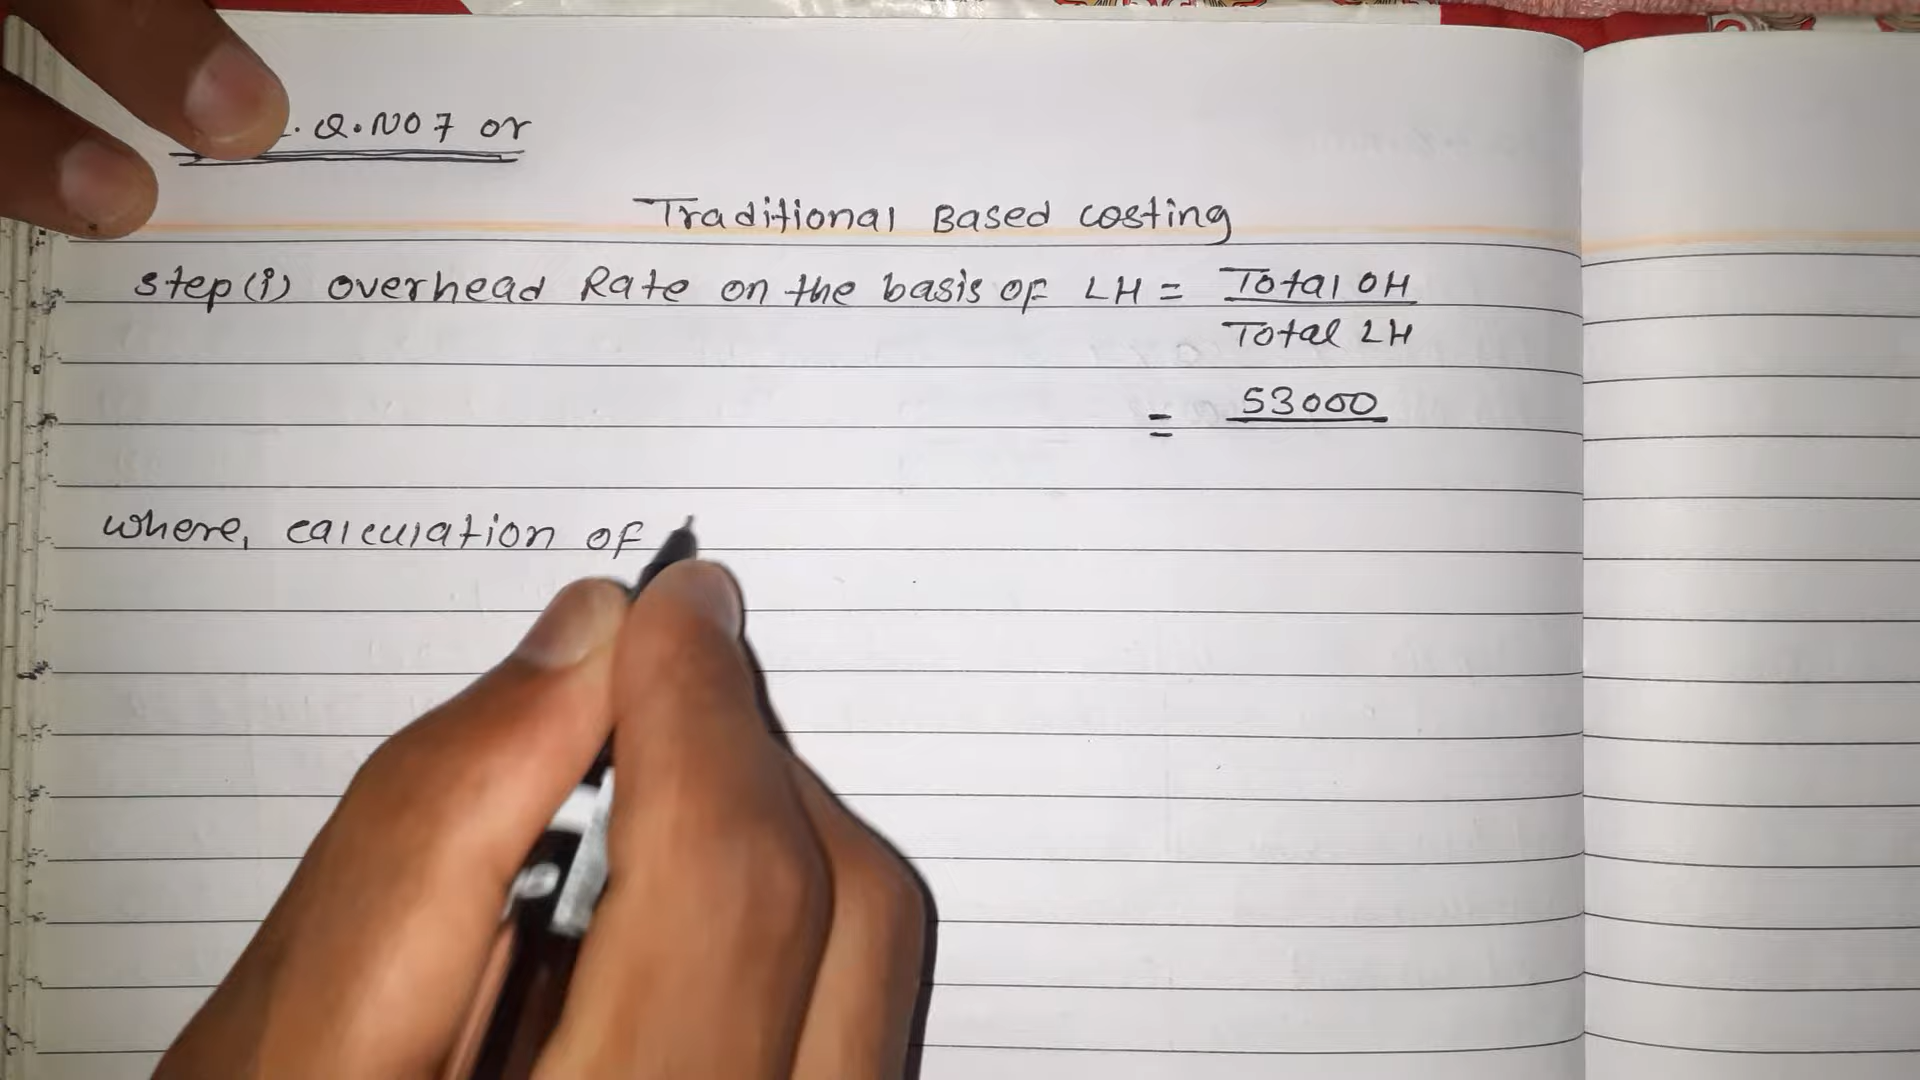 . Q.NO 7 or
Traditional Based costing
step(i) overhead Rate on the basis of LH = Total OH
Total LH
= 53000
where, calculation of